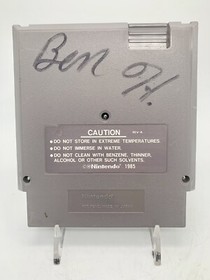 Ben H.
CAUTION
• DO NOT STORE IN EXTREME TEMPERATURES.
• DO NOT IMMERSE IN WATER.
• DO NOT CLEAN WITH BENZENE, THINNER, ALCOHOL OR OTHER SUCH SOLVENTS.
©Nintendo 1985